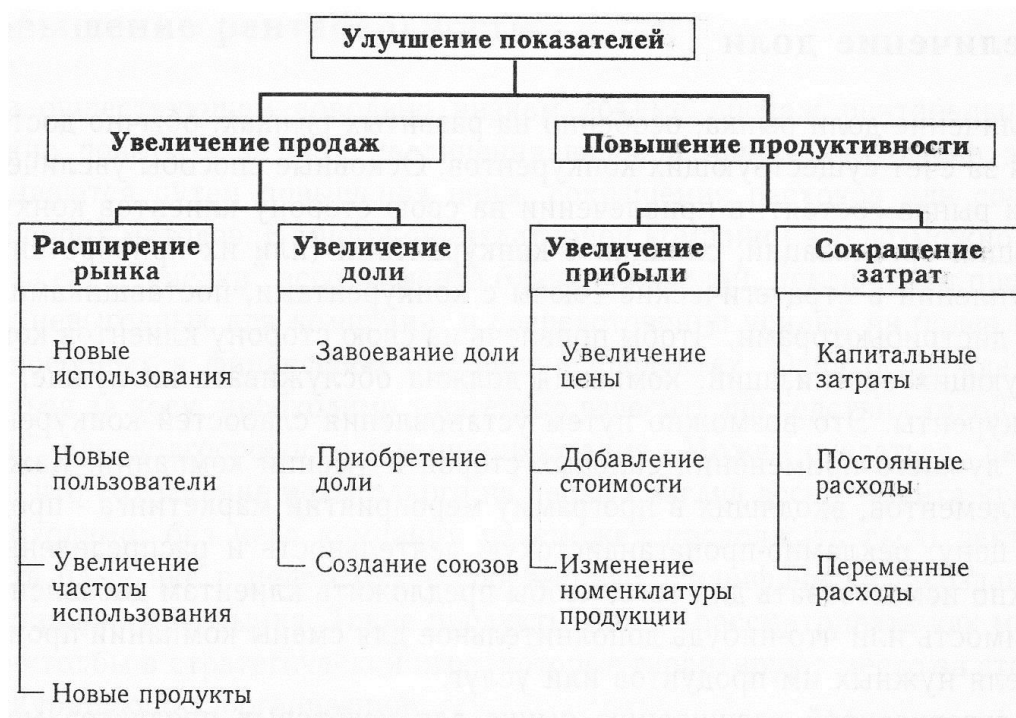 Улучшение показателей
Увеличение продаж
Повышение продуктивности
Расширение
рынка
Увеличение
доли
Увеличение
прибыли
Сокращение
затрат
Новые
использования
Новые
пользователи
Увеличение
частоты
использования
Новые продукты
Завоевание доли
Приобретение
доли
Создание союзов
Увеличение
цены
Добавление
стоимости
Изменение
номенклатуры
продукции
Капитальные
затраты
Постоянные
расходы
Переменные
расходы